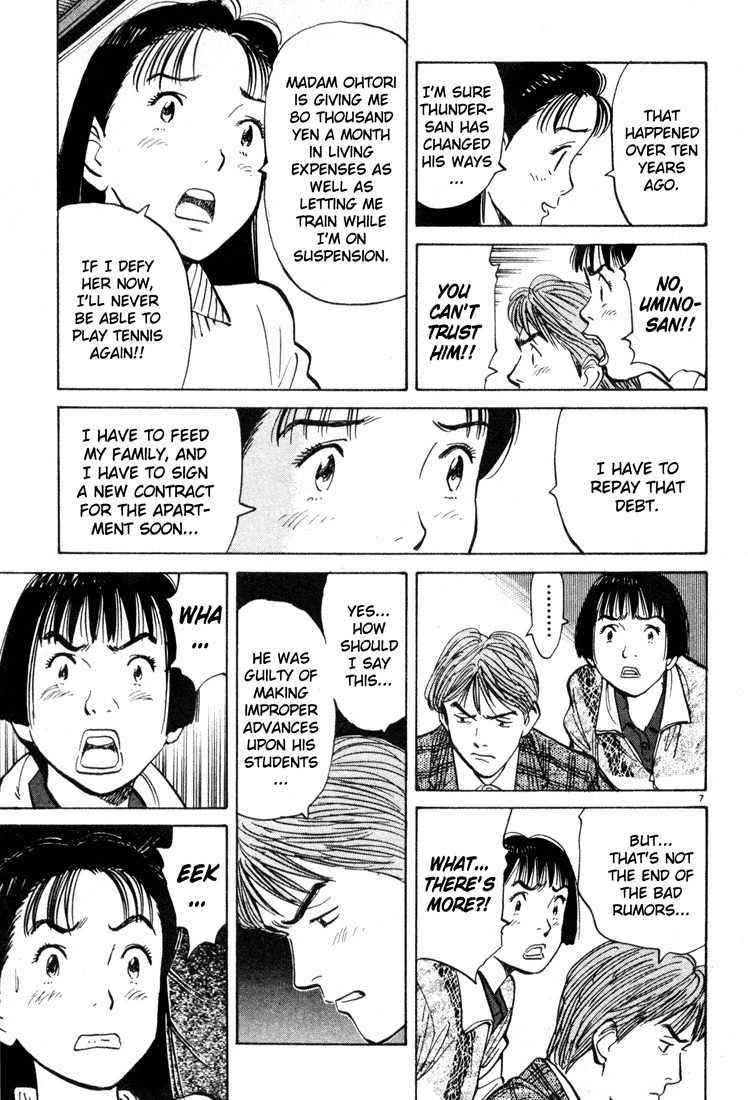 THAT
HAPPENED
OVER TEN
YEARS
AGO.
I'M SURE
THUNDER-
SAN HAS
CHANGED
HIS WAYS
...
NO,
UMINO-
SAN!!
YOU
CAN'T
TRUST
HIM!!
MADAM OHTORI
IS GIVING ME
80 THOUSAND
YEN A MONTH
IN LIVING
EXPENSES AS
WELL AS
LETTING ME
TRAIN WHILE
I'M ON
SUSPENSION.
IF I DEFY
HER NOW,
I'LL NEVER
BE ABLE TO
PLAY TENNIS
AGAIN!!
I HAVE TO
REPAY THAT
DEBT.
I HAVE TO FEED
MY FAMILY, AND
I HAVE TO SIGN
A NEW CONTRACT
FOR THE APART-
MENT SOON...
........
7
BUT...
THAT'S NOT
THE END OF
THE BAD
RUMORS...
WHAT...
THERE'S
MORE?!
YES...
HOW
SHOULD
I SAY
THIS...
HE WAS
GUILTY OF
MAKING
IMPROPER
ADVANCES
UPON HIS
STUDENTS
...
WHA
...
EEK
...